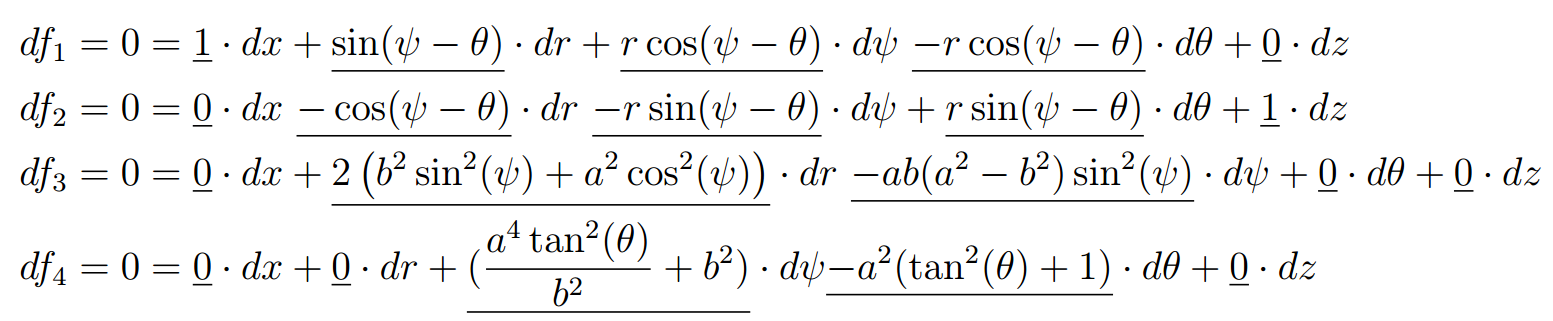 df₁ = 0 = 1 · dx + sin(ψ − θ) · dr + r cos(ψ − θ) · dψ −r cos(ψ − θ) · dθ + 0 · dz
df₂ = 0 = 0 · dx − cos(ψ − θ) · dr −r sin(ψ − θ) · dψ + r sin(ψ − θ) · dθ + 1 · dz
df₃ = 0 = 0 · dx + 2 (b² sin²(ψ) + a² cos²(ψ)) · dr −ab(a² − b²) sin²(ψ) · dψ + 0 · dθ + 0 · dz
df₄ = 0 = 0 · dx + 0 · dr + (a⁴ tan²(θ)/b² + b²) · dψ−a²(tan²(θ) + 1) · dθ + 0 · dz